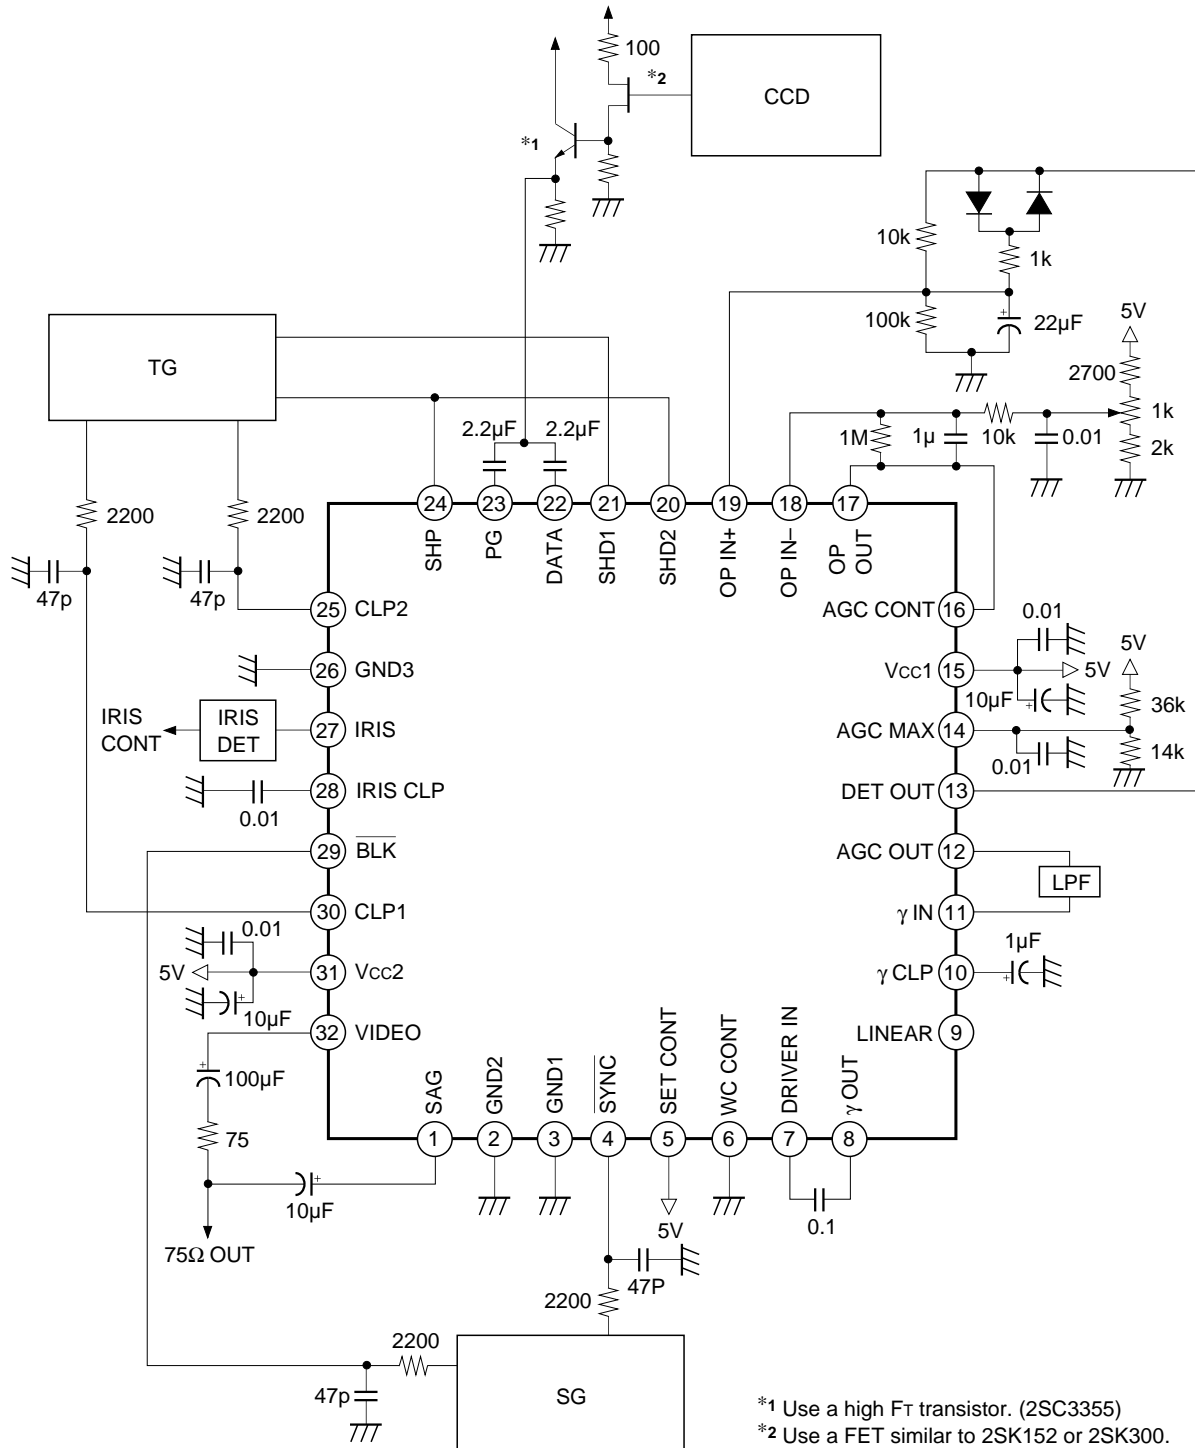 100
*2
CCD
*1
10k
1k
100k
22µF
5V
2700
1k
2k
TG
2.2µF 2.2µF
1M
1µ
10k
0.01
2200
2200
47p
47p
24 23 22 21 20 19 18 17
SHP
PG
DATA
SHD1
SHD2
OP IN+
OP IN–
OP OUT
25 CLP2
26 GND3
27 IRIS
28 IRIS CLP
29 BLK
30 CLP1
31 Vcc2
32 VIDEO
IRIS CONT
IRIS DET
0.01
0.01
5V
10µF
100µF
75
10µF
75Ω OUT
AGC CONT 16
Vcc1 15
AGC MAX 14
DET OUT 13
AGC OUT 12
γ IN 11
γ CLP 10
LINEAR 9
0.01
5V
10µF
5V
36k
14k
0.01
LPF
1µF
SAG
GND2
GND1
SYNC
SET CONT
WC CONT
DRIVER IN
γ OUT
1 2 3 4 5 6 7 8
5V
0.1
47P
2200
2200
47p
SG
*1 Use a high FT transistor. (2SC3355)
*2 Use a FET similar to 2SK152 or 2SK300.